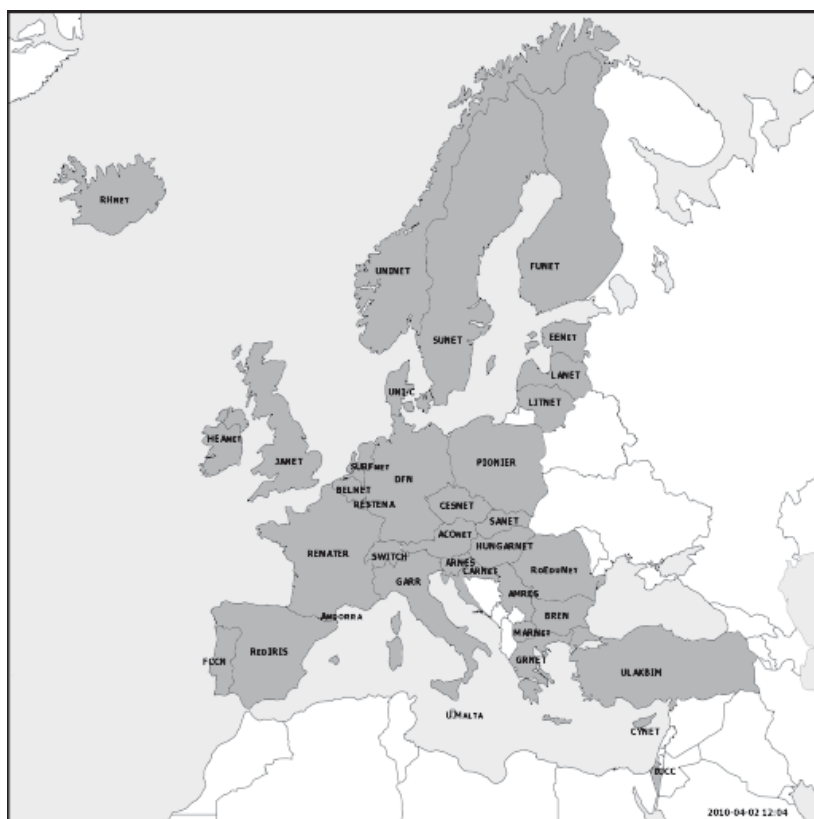 RHNET
UNINET
FUNET
SUNET
EENET
LANET
LITNET
UNI-C
HEANET
JANET
SURFNET
DFN
PIONIER
BELNET
RESTENA
CESNET
SANET
ACONET
HUNGARNET
RENATER
SWITCH
ARNES
CARNET
ROEDUNET
GARR
AMRES
BREN
ANDORRA
MARNET
FCCN
REDIRIS
GRNET
ULAKBIM
U.MALTA
CYNET
IUCC
2010-04-02 12:04